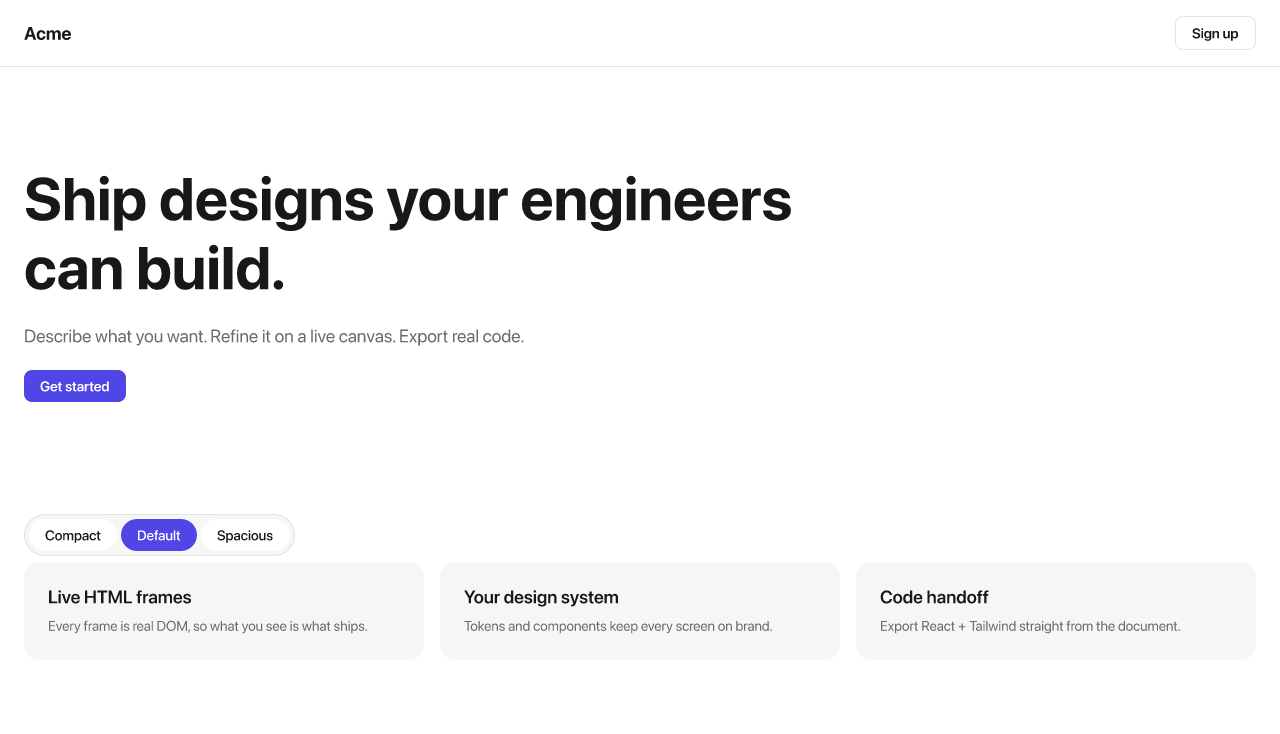 Acme
Sign up
Ship designs your engineers
can build.
Describe what you want. Refine it on a live canvas. Export real code.
Get started
Compact
Default
Spacious
Live HTML frames
Every frame is real DOM, so what you see is what ships.
Your design system
Tokens and components keep every screen on brand.
Code handoff
Export React + Tailwind straight from the document.